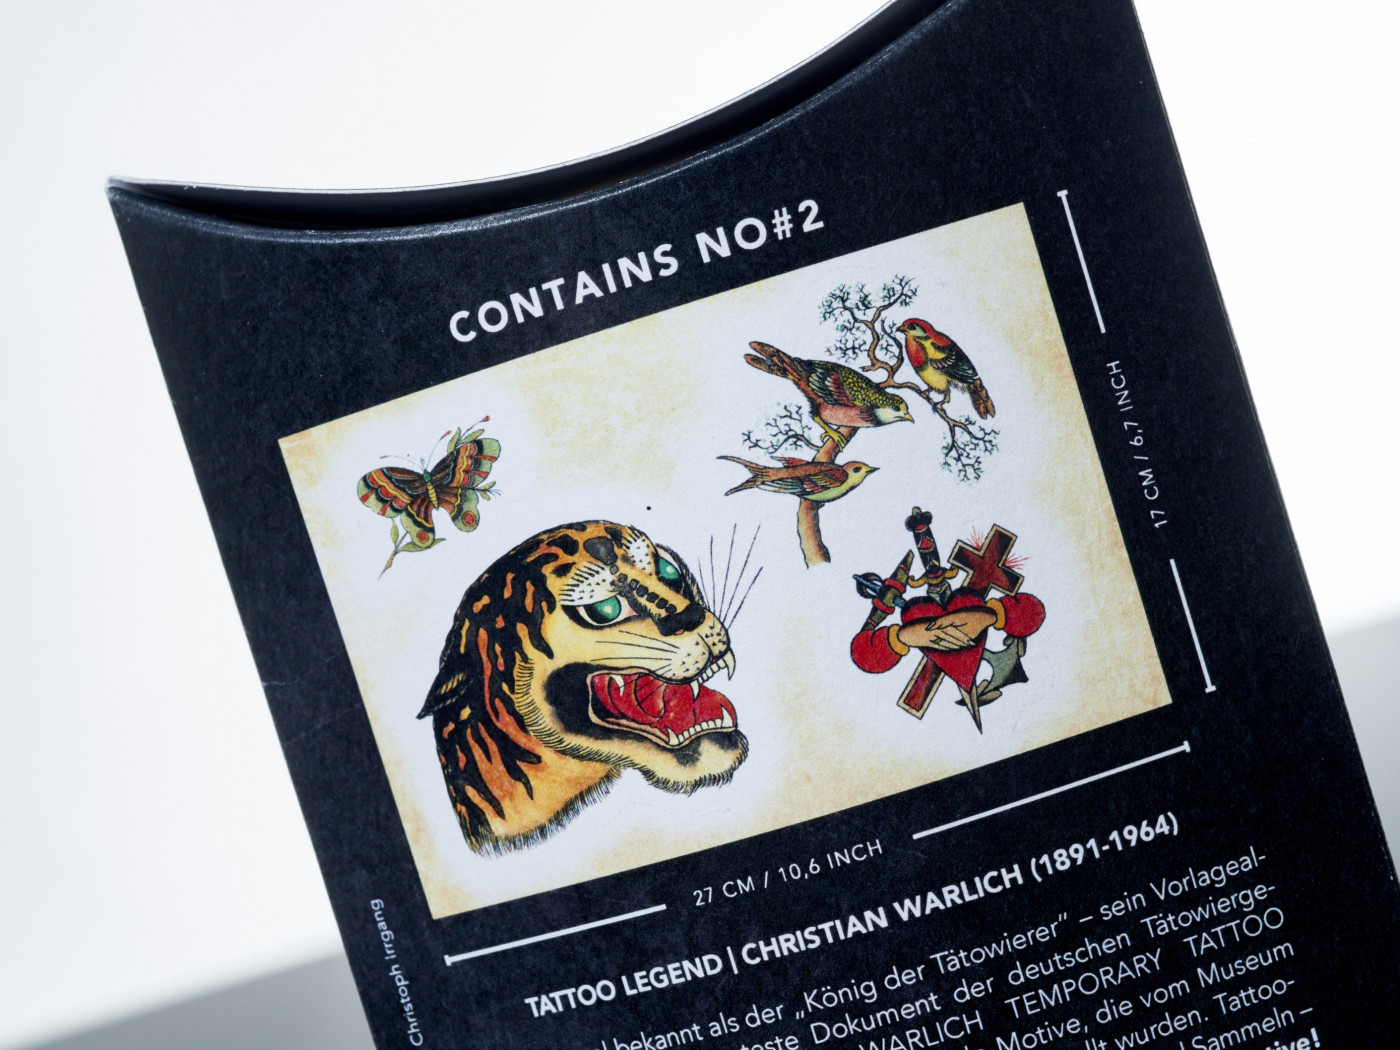 CONTAINS NO#2
17 CM / 6,7 INCH
27 CM / 10,6 INCH
Christoph Irrgang
TATTOO LEGEND | CHRISTIAN WARLICH (1891-1964)
bekannt als der „König der Tätowierer“ – sein Vorlageal-
Dokument der deutschen Tätowierge-
WARLICH TEMPORARY TATTOO
Motive, die vom Museum
wurden. Tattoo-
Sammeln –